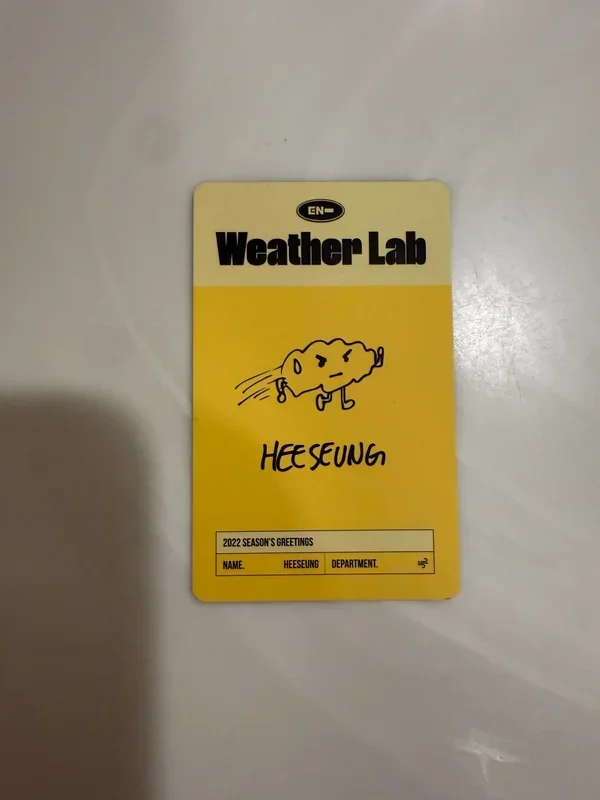 EN-
Weather Lab
HEESEUNG
2022 SEASON'S GREETINGS
NAME. HEESEUNG DEPARTMENT.